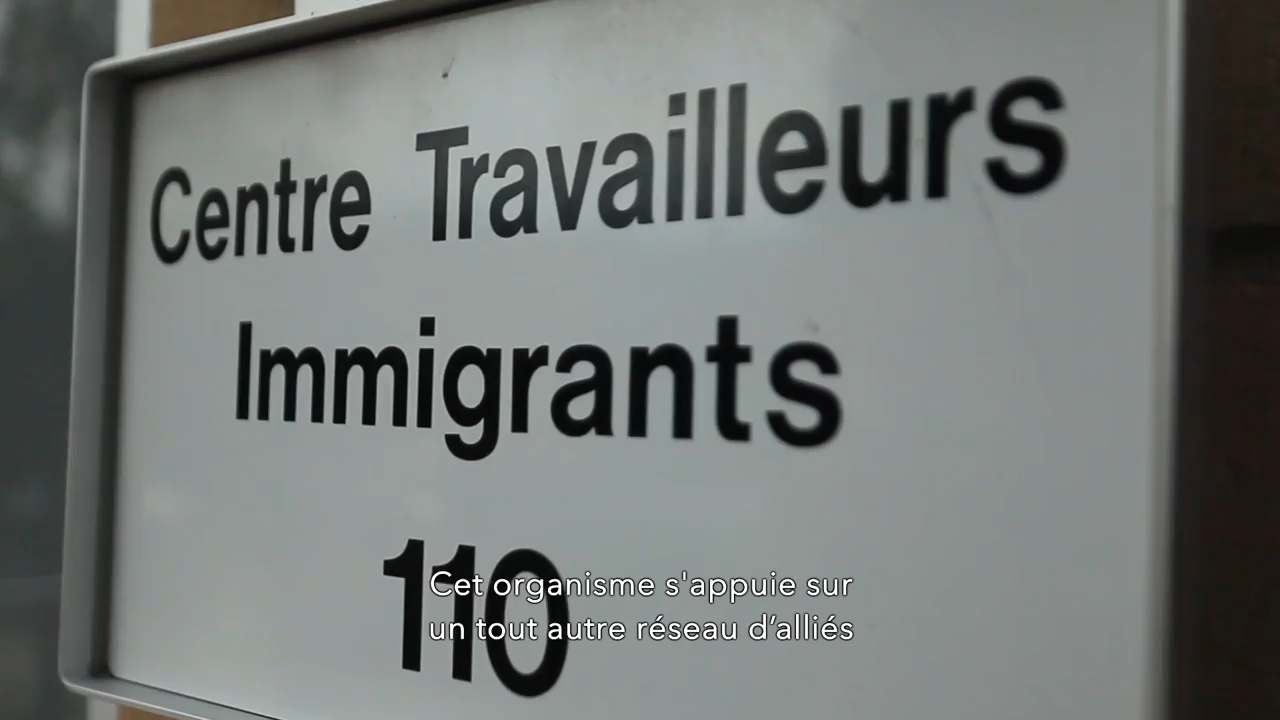 Centre Travailleurs
Immigrants
110
Cet organisme s'appuie sur
un tout autre réseau d’alliés